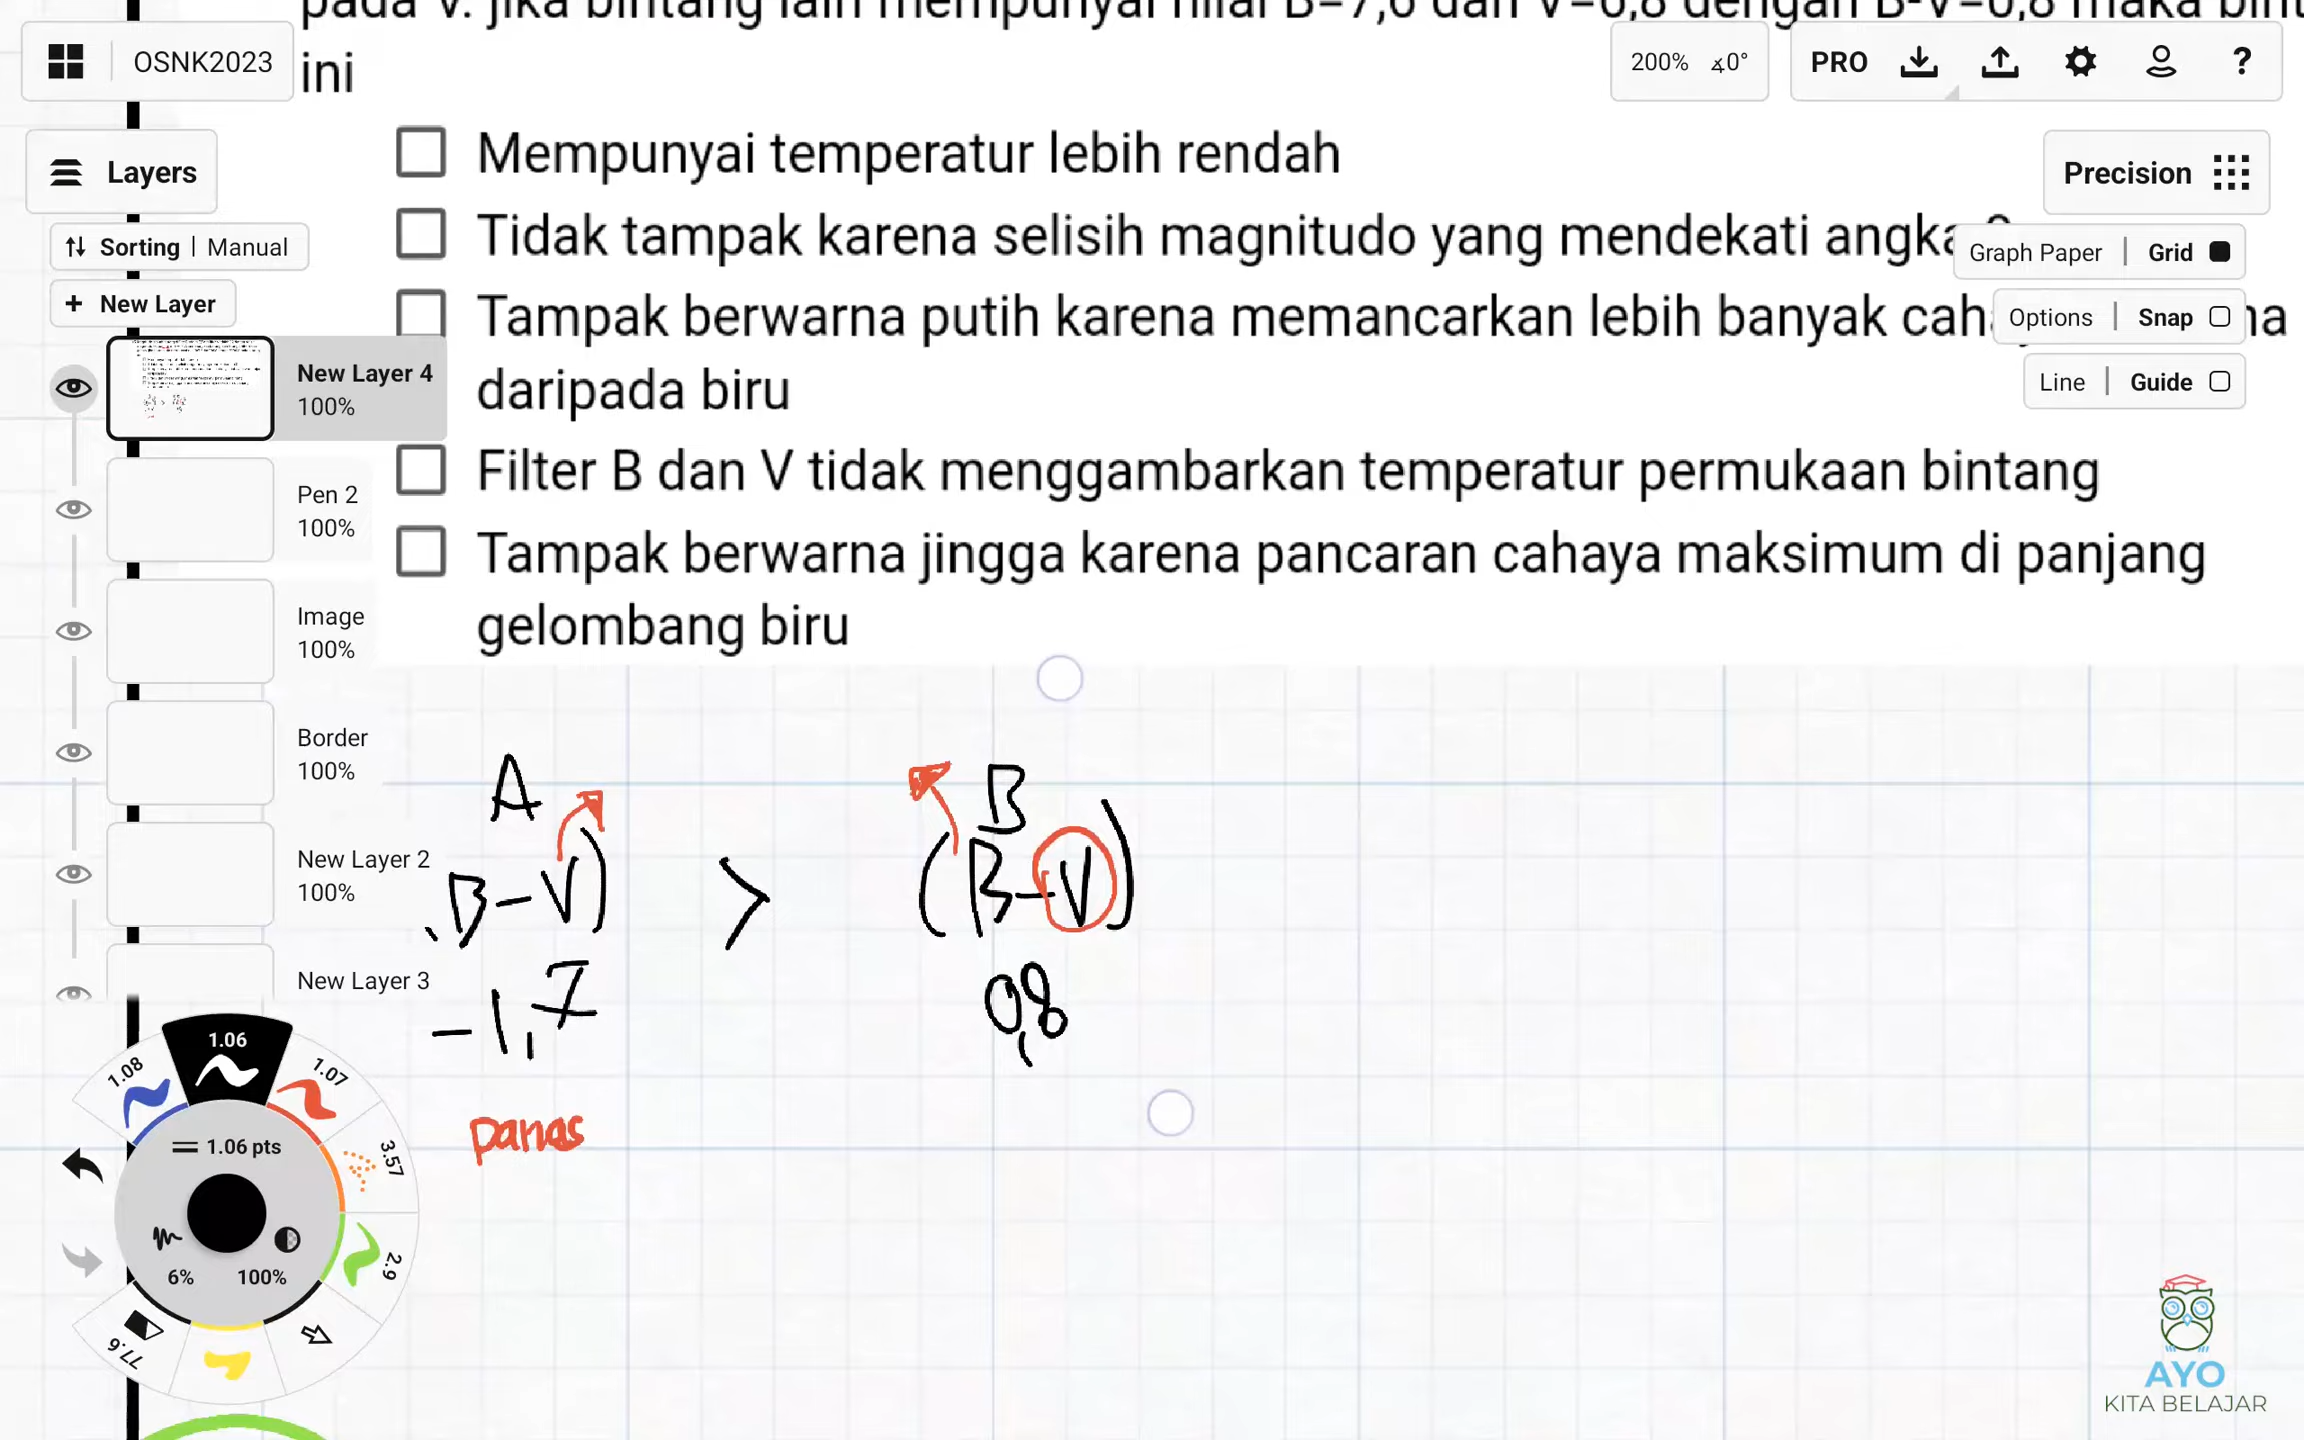 pada V. jika bintang lain mempunyai nilai B=7,6 dan V=6,8 dengan B-V=0,8 maka bint
ini
OSNK2023
200% ∡0°
PRO
?
Layers
Sorting | Manual
+ New Layer
Precision
Graph Paper | Grid
Options | Snap
Line | Guide
Mempunyai temperatur lebih rendah
Tidak tampak karena selisih magnitudo yang mendekati angka
Tampak berwarna putih karena memancarkan lebih banyak
daripada biru
Filter B dan V tidak menggambarkan temperatur permukaan bintang
Tampak berwarna jingga karena pancaran cahaya maksimum di panjang
gelombang biru
New Layer 4
100%
Pen 2
100%
Image
100%
Border
100%
New Layer 2
100%
New Layer 3
A
B-V)
-1,7
panas
>
B
(B-V)
0,8
1.08
1.06
1.07
3.57
2.9
77.6
1.06 pts
6%
100%
AYO
KITA BELAJAR